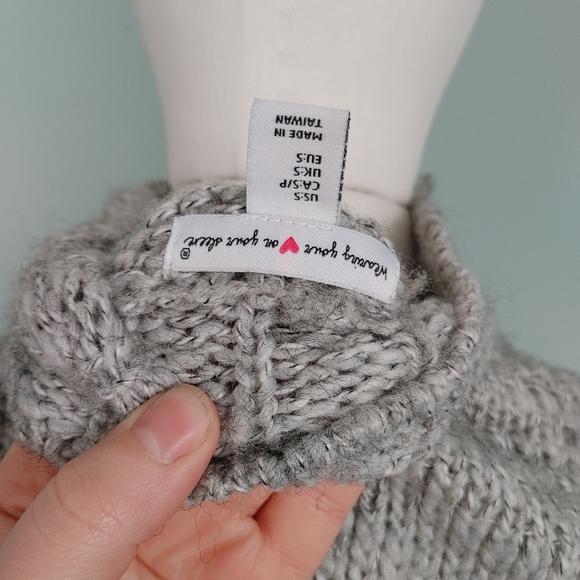 Wearing your ♥ on your sleeve®
US:S
CA:S/P
UK:S
EU:S
MADE IN
TAIWAN